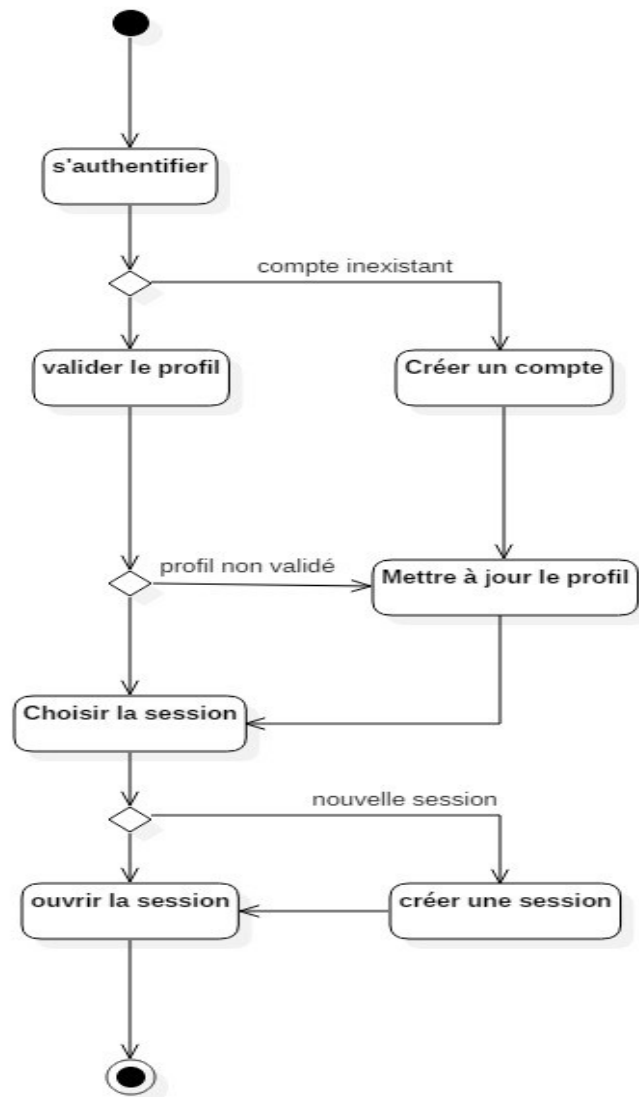 s'authentifier
compte inexistant
valider le profil
Créer un compte
profil non validé
Mettre à jour le profil
Choisir la session
nouvelle session
ouvrir la session
créer une session